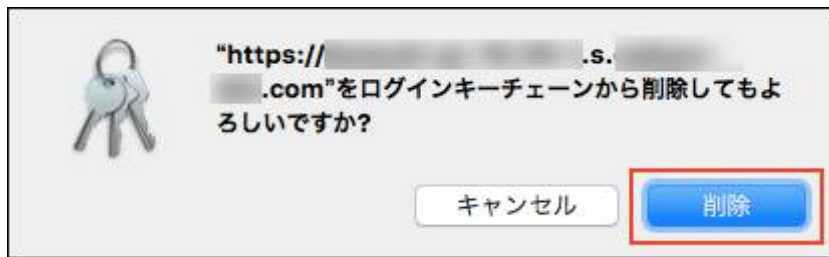 "https:// .s.
.com"をログインキーチェーンから削除してもよ
ろしいですか?
キャンセル
削除